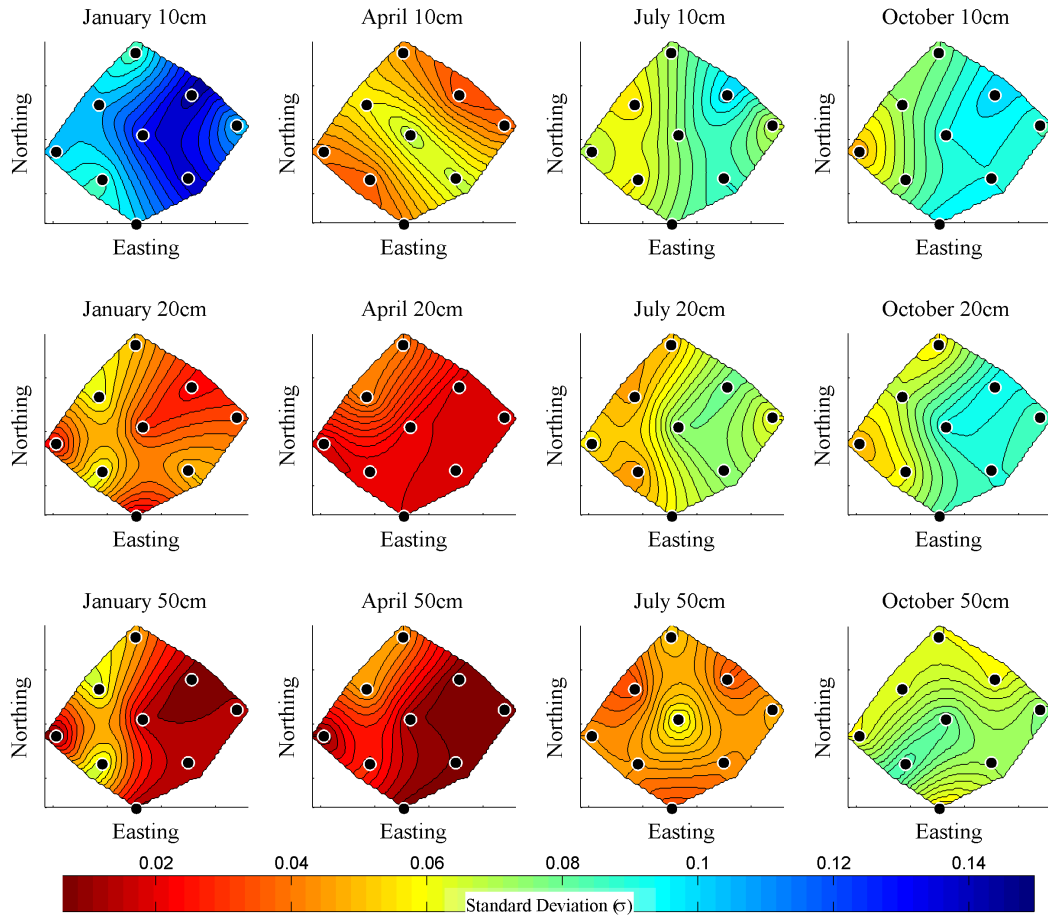 January 10cm April 10cm July 10cm October 10cm
Northing Northing Northing Northing
Easting Easting Easting Easting
January 20cm April 20cm July 20cm October 20cm
Northing Northing Northing Northing
Easting Easting Easting Easting
January 50cm April 50cm July 50cm October 50cm
Northing Northing Northing Northing
Easting Easting Easting Easting
0.02 0.04 0.06 0.08 0.1 0.12 0.14
Standard Deviation (σ)